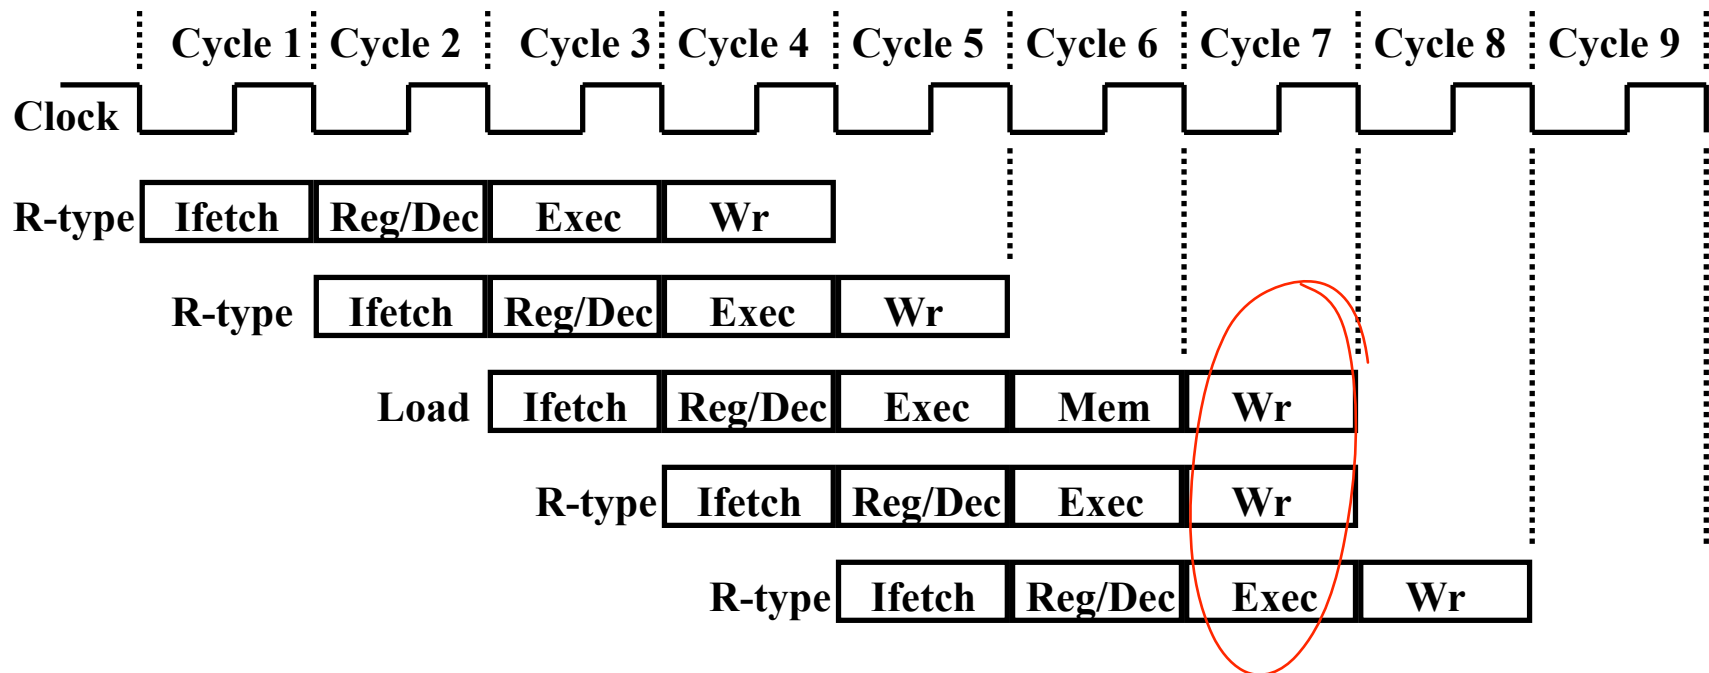 Cycle 1 Cycle 2 Cycle 3 Cycle 4 Cycle 5 Cycle 6 Cycle 7 Cycle 8 Cycle 9
Clock
R-type Ifetch Reg/Dec Exec Wr
R-type Ifetch Reg/Dec Exec Wr
Load Ifetch Reg/Dec Exec Mem Wr
R-type Ifetch Reg/Dec Exec Wr
R-type Ifetch Reg/Dec Exec Wr